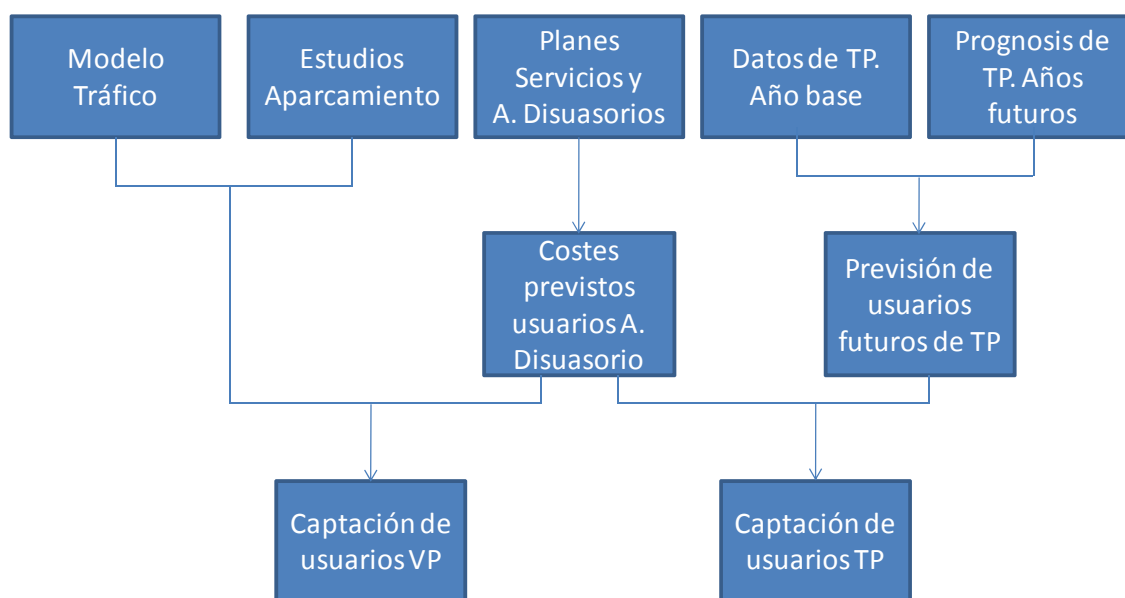 Modelo
Tráfico
Estudios
Aparcamiento
Planes
Servicios y
A. Disuasorios
Datos de TP.
Año base
Prognosis de
TP. Años
futuros
Costes
previstos
usuarios A.
Disuasorio
Previsión de
usuarios
futuros de TP
Captación de
usuarios VP
Captación de
usuarios TP